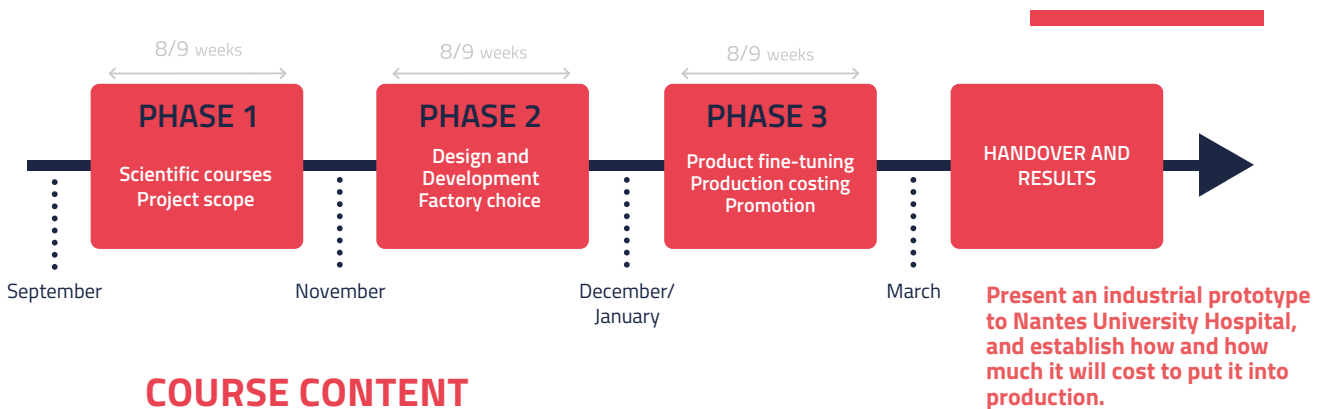 8/9 weeks
8/9 weeks
8/9 weeks
PHASE 1
Scientific courses
Project scope
PHASE 2
Design and
Development
Factory choice
PHASE 3
Product fine-tuning
Production costing
Promotion
HANDOVER AND
RESULTS
September
November
December/
January
March
Present an industrial prototype
to Nantes University Hospital,
and establish how and how
much it will cost to put it into
production.
COURSE CONTENT